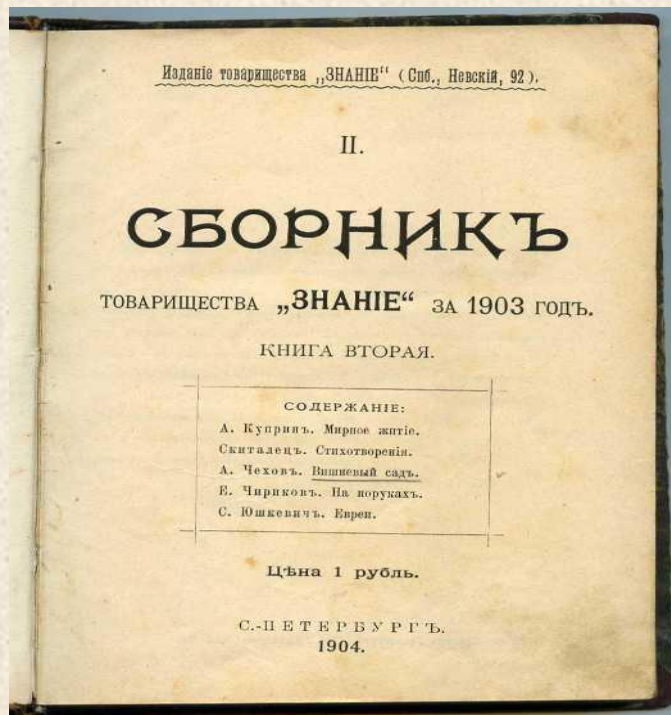 Изданіе товарищества „ЗНАНІЕ“ (Спб., Невскій, 92).
II.
СБОРНИКЪ
ТОВАРИЩЕСТВА „ЗНАНІЕ“ ЗА 1903 ГОДЪ.
КНИГА ВТОРАЯ.
СОДЕРЖАНІЕ:
А. Купринъ. Мирное житіе.
Скиталецъ. Стихотворенія.
А. Чеховъ. Вишневый садъ.
Е. Чириковъ. На порукахъ.
С. Юшкевичъ. Евреи.
Цѣна 1 рубль.
С.-ПЕТЕРБУРГЪ.
1904.